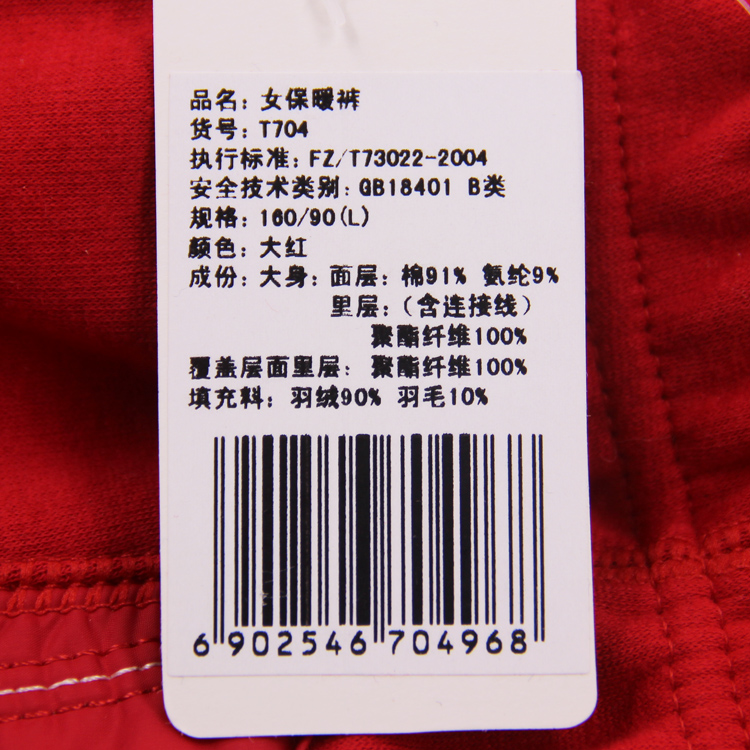 品名: 女保暖裤
货号: T704
执行标准: FZ/T73022-2004
安全技术类别: GB18401 B类
规格: 160/90(L)
颜色: 大红
成份: 大身: 面层: 棉91% 氨纶9%
里层:(含连接线)
聚酯纤维100%
覆盖层面里层: 聚酯纤维100%
填充料: 羽绒90% 羽毛10%
6 902546 704968